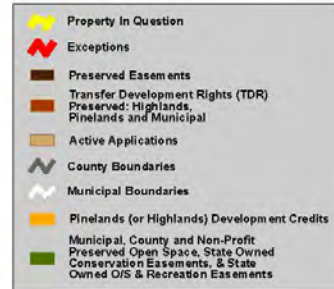 Property In Question
Exceptions
Preserved Easements
Transfer Development Rights (TDR)
Preserved: Highlands,
Pinelands and Municipal
Active Applications
County Boundaries
Municipal Boundaries
Pinelands (or Highlands) Development Credits
Municipal, County and Non-Profit
Preserved Open Space, State Owned
Conservation Easements, & State
Owned O/S & Recreation Easements